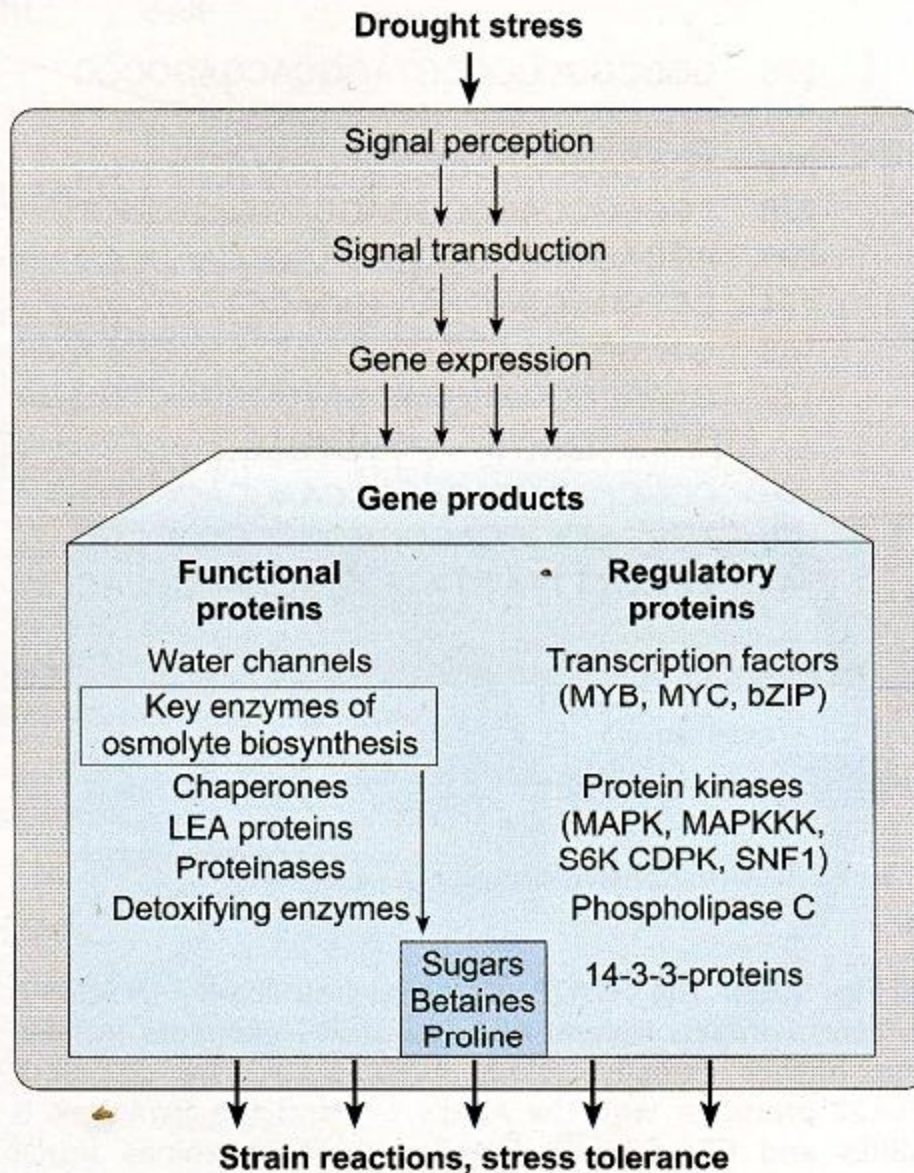 Drought stress
Signal perception
Signal transduction
Gene expression
Gene products
Functional
proteins
Water channels
Key enzymes of
osmolyte biosynthesis
Chaperones
LEA proteins
Proteinases
Detoxifying enzymes
Sugars
Betaines
Proline
Regulatory
proteins
Transcription factors
(MYB, MYC, bZIP)
Protein kinases
(MAPK, MAPKKK,
S6K CDPK, SNF1)
Phospholipase C
14-3-3-proteins
Strain reactions, stress tolerance